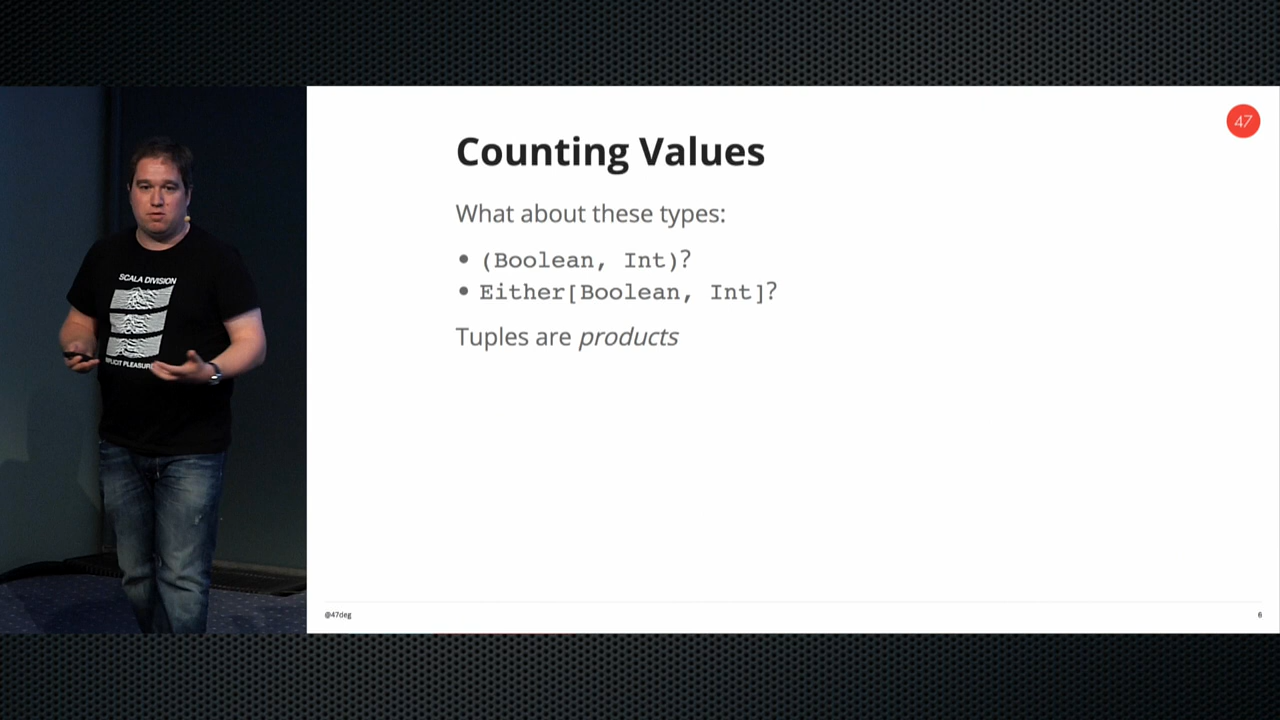 SCALA DIVISION
47
Counting Values
What about these types:
• (Boolean, Int)?
• Either[Boolean, Int]?
Tuples are products
@47deg
6